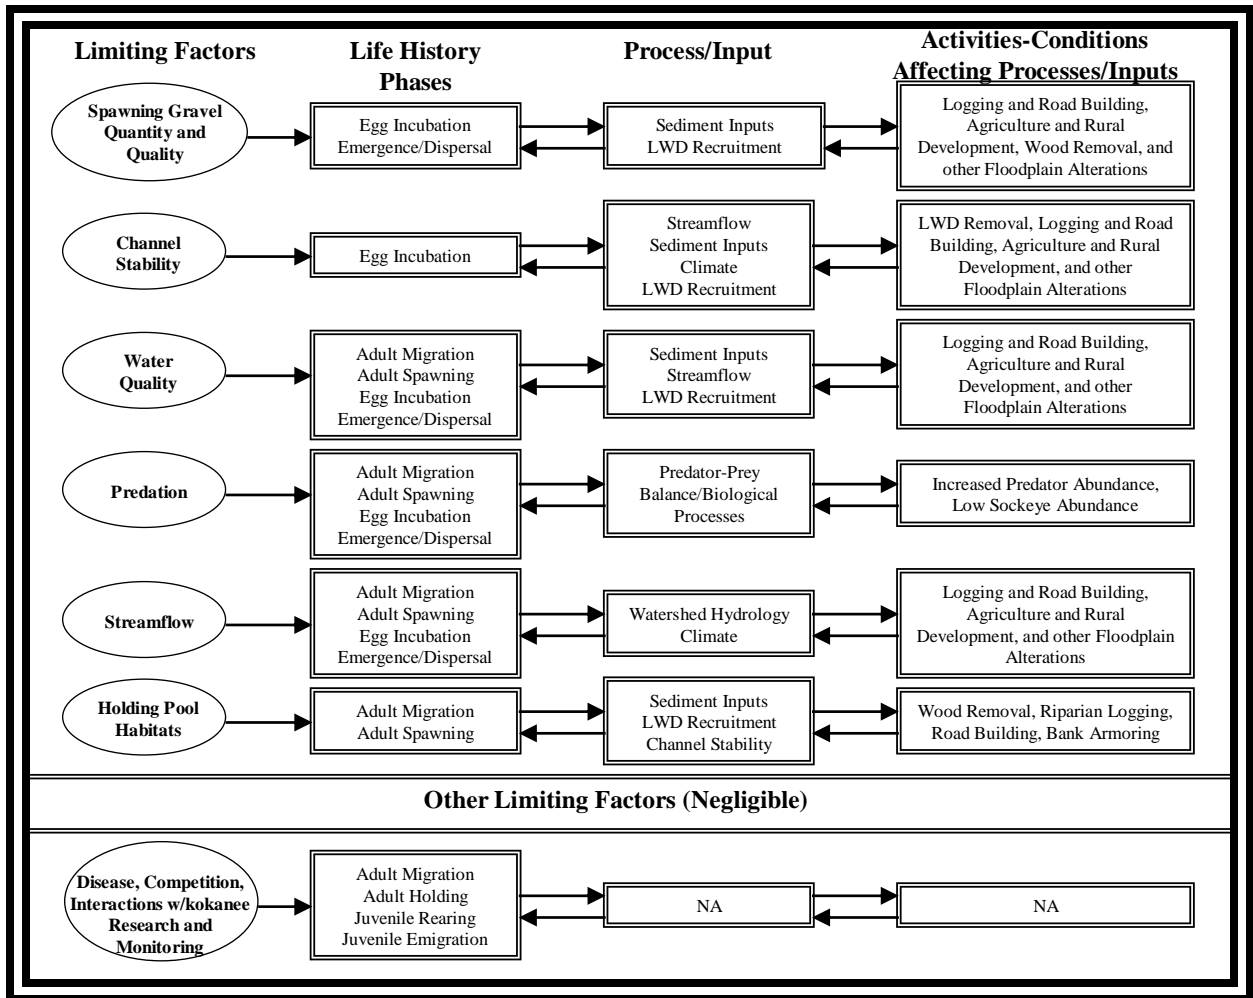 Limiting Factors
Life History
Phases
Process/Input
Activities-Conditions
Affecting Processes/Inputs
Spawning Gravel
Quantity and
Quality
Egg Incubation
Emergence/Dispersal
Sediment Inputs
LWD Recruitment
Logging and Road Building,
Agriculture and Rural
Development, Wood Removal, and
other Floodplain Alterations
Channel
Stability
Egg Incubation
Streamflow
Sediment Inputs
Climate
LWD Recruitment
LWD Removal, Logging and Road
Building, Agriculture and Rural
Development, and other
Floodplain Alterations
Water
Quality
Adult Migration
Adult Spawning
Egg Incubation
Emergence/Dispersal
Sediment Inputs
Streamflow
LWD Recruitment
Logging and Road Building,
Agriculture and Rural
Development, and other
Floodplain Alterations
Predation
Adult Migration
Adult Spawning
Egg Incubation
Emergence/Dispersal
Predator-Prey
Balance/Biological
Processes
Increased Predator Abundance,
Low Sockeye Abundance
Streamflow
Adult Migration
Adult Spawning
Egg Incubation
Emergence/Dispersal
Watershed Hydrology
Climate
Logging and Road Building,
Agriculture and Rural
Development, and other Floodplain
Alterations
Holding Pool
Habitats
Adult Migration
Adult Spawning
Sediment Inputs
LWD Recruitment
Channel Stability
Wood Removal, Riparian Logging,
Road Building, Bank Armoring
Other Limiting Factors (Negligible)
Disease, Competition,
Interactions w/kokanee
Research and
Monitoring
Adult Migration
Adult Holding
Juvenile Rearing
Juvenile Emigration
NA
NA